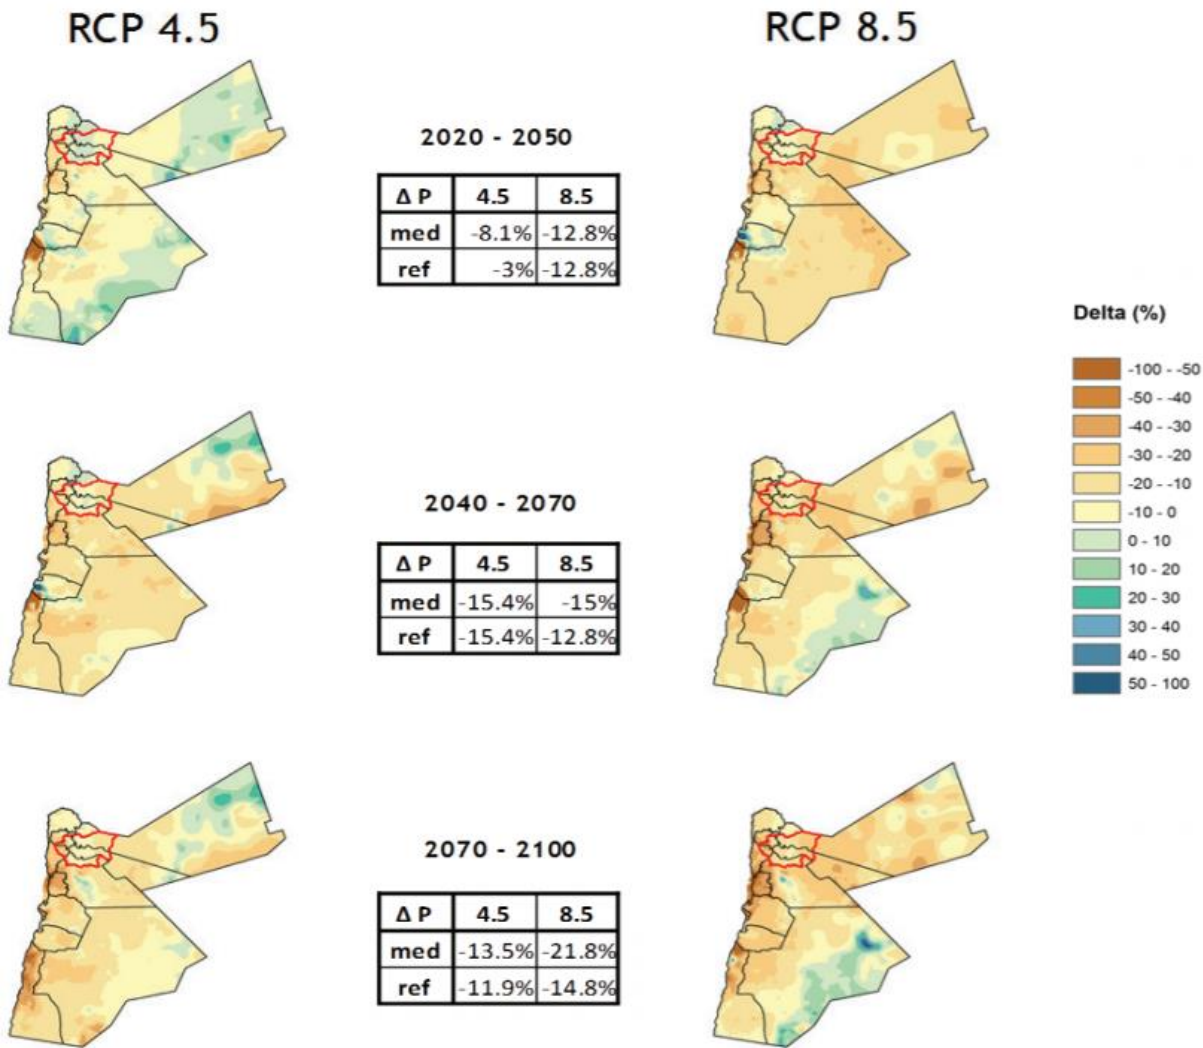 RCP 4.5
RCP 8.5
2020 - 2050
Δ P 4.5 8.5
med -8.1% -12.8%
ref -3% -12.8%
Delta (%)
-100 - -50
-50 - -40
-40 - -30
-30 - -20
-20 - -10
-10 - 0
0 - 10
10 - 20
20 - 30
30 - 40
40 - 50
50 - 100
2040 - 2070
Δ P 4.5 8.5
med -15.4% -15%
ref -15.4% -12.8%
2070 - 2100
Δ P 4.5 8.5
med -13.5% -21.8%
ref -11.9% -14.8%